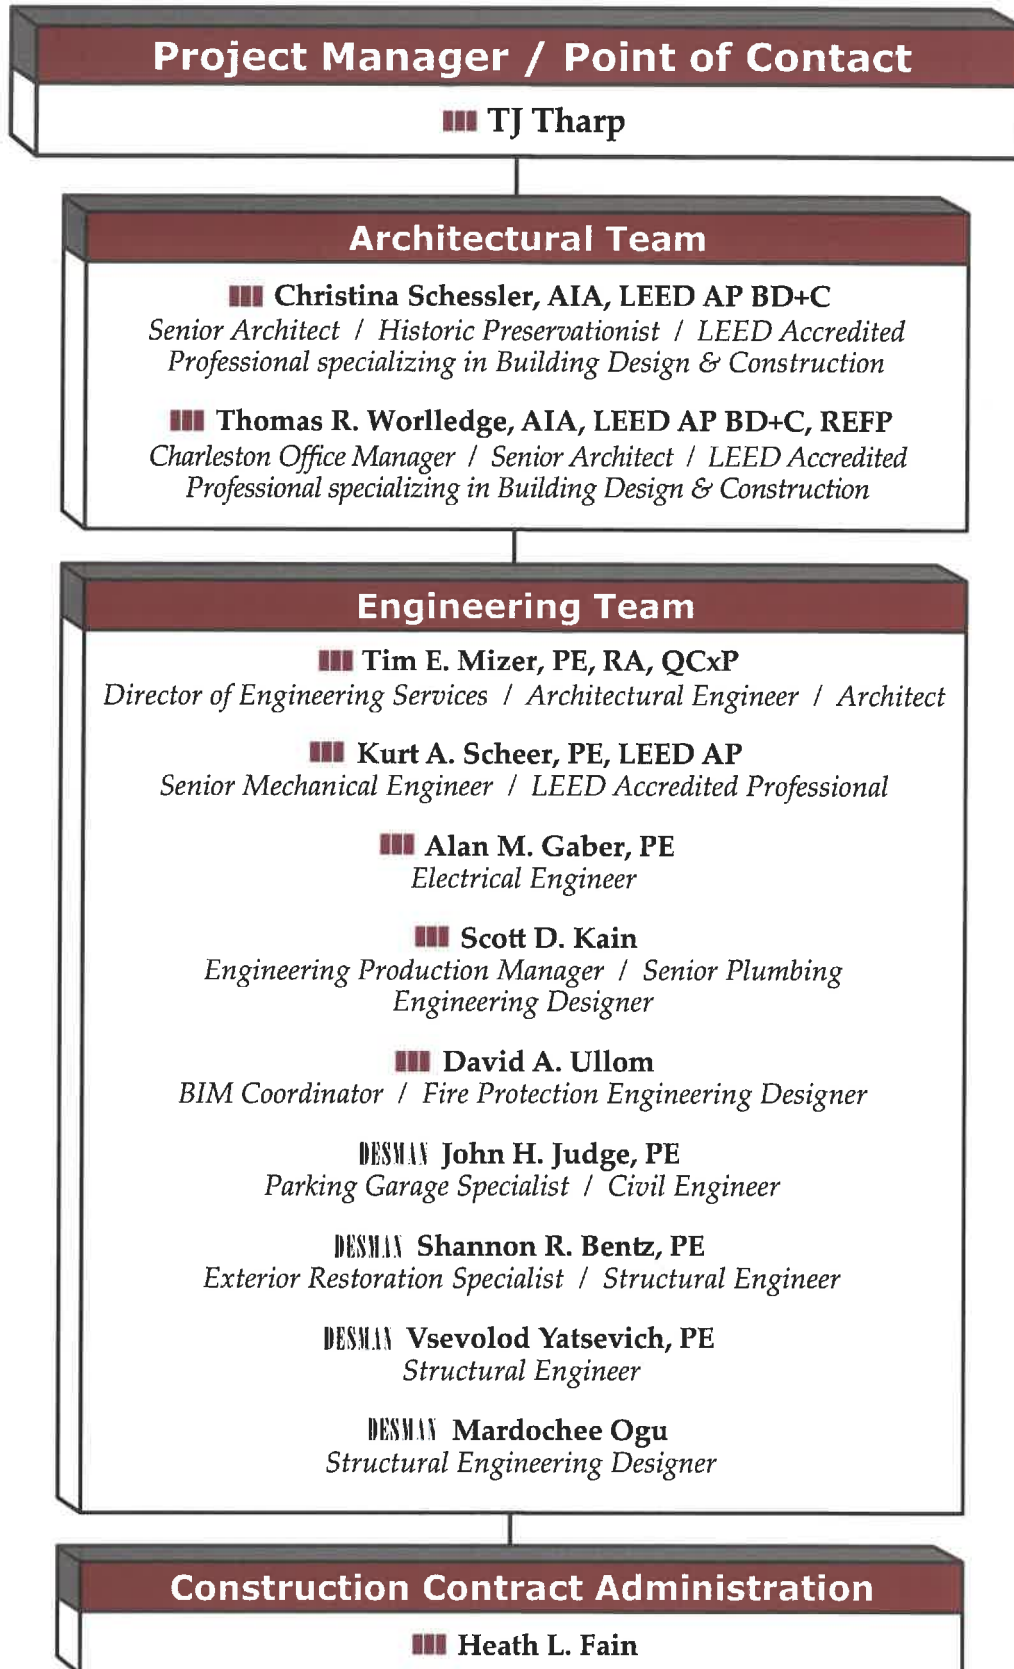 Project Manager / Point of Contact
TJ Tharp
Architectural Team
Christina Schessler, AIA, LEED AP BD+C
Senior Architect / Historic Preservationist / LEED Accredited
Professional specializing in Building Design & Construction
Thomas R. Worlledge, AIA, LEED AP BD+C, REFP
Charleston Office Manager / Senior Architect / LEED Accredited
Professional specializing in Building Design & Construction
Engineering Team
Tim E. Mizer, PE, RA, QCxP
Director of Engineering Services / Architectural Engineer / Architect
Kurt A. Scheer, PE, LEED AP
Senior Mechanical Engineer / LEED Accredited Professional
Alan M. Gaber, PE
Electrical Engineer
Scott D. Kain
Engineering Production Manager / Senior Plumbing
Engineering Designer
David A. Ullom
BIM Coordinator / Fire Protection Engineering Designer
DESMAN John H. Judge, PE
Parking Garage Specialist / Civil Engineer
DESMAN Shannon R. Bentz, PE
Exterior Restoration Specialist / Structural Engineer
DESMAN Vsevolod Yatsevich, PE
Structural Engineer
DESMAN Mardochee Ogu
Structural Engineering Designer
Construction Contract Administration
Heath L. Fain